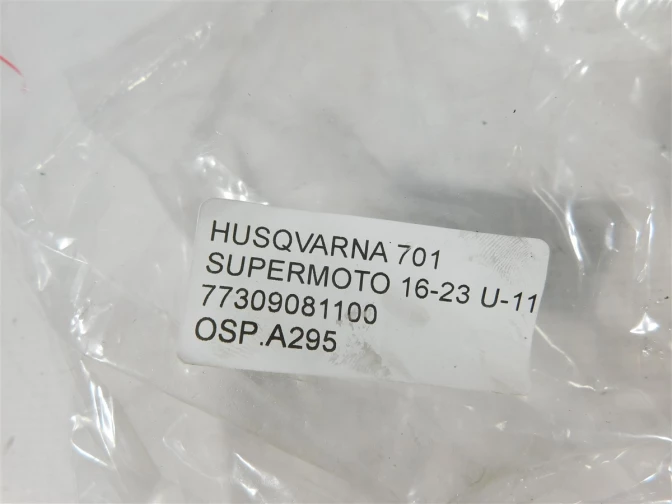 HUSQVARNA 701
SUPERMOTO 16-23 U-11
77309081100
OSP.A295